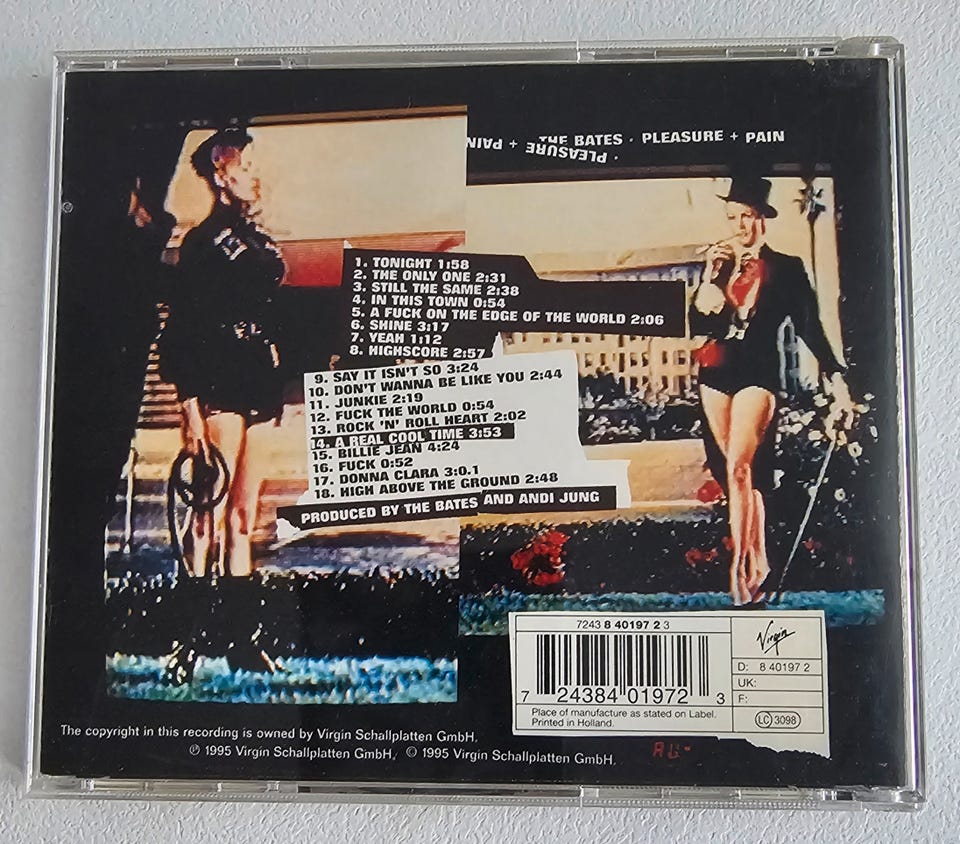 THE BATES · PLEASURE + PAIN
· PLEASURE + PAIN
1. TONIGHT 1:58
2. THE ONLY ONE 2:31
3. STILL THE SAME 2:38
4. IN THIS TOWN 0:54
5. A FUCK ON THE EDGE OF THE WORLD 2:06
6. SHINE 3:17
7. YEAH 1:12
8. HIGHSCORE 2:57
9. SAY IT ISN'T SO 3:24
10. DON'T WANNA BE LIKE YOU 2:44
11. JUNKIE 2:19
12. FUCK THE WORLD 0:54
13. ROCK 'N' ROLL HEART 2:02
14. A REAL COOL TIME 3:53
15. BILLIE JEAN 4:24
16. FUCK 0:52
17. DONNA CLARA 3:0.1
18. HIGH ABOVE THE GROUND 2:48
PRODUCED BY THE BATES AND ANDI JUNG
7243 8 40197 2 3
7 24384 01972 3
Place of manufacture as stated on Label.
Printed in Holland.
Virgin
D: 8 40197 2
UK:
F:
LC 3098
The copyright in this recording is owned by Virgin Schallplatten GmbH.
℗ 1995 Virgin Schallplatten GmbH. © 1995 Virgin Schallplatten GmbH.